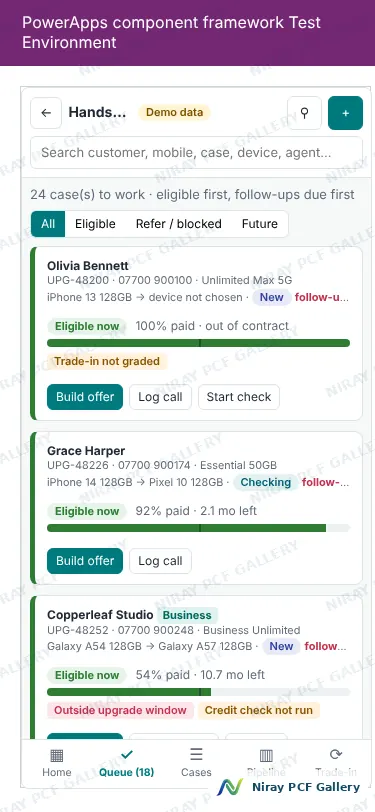 PowerApps component framework Test
Environment
← Hands... Demo data +
Search customer, mobile, case, device, agent...
24 case(s) to work · eligible first, follow-ups due first
All Eligible Refer / blocked Future
Olivia Bennett
UPG-48200 · 07700 900100 · Unlimited Max 5G
iPhone 13 128GB → device not chosen · New follow-u...
Eligible now 100% paid · out of contract
Trade-in not graded
Build offer Log call Start check
Grace Harper
UPG-48226 · 07700 900174 · Essential 50GB
iPhone 14 128GB → Pixel 10 128GB · Checking follow-...
Eligible now 92% paid · 2.1 mo left
Build offer Log call
Copperleaf Studio Business
UPG-48252 · 07700 900248 · Business Unlimited
Galaxy A54 128GB → Galaxy A57 128GB · New follow...
Eligible now 54% paid · 10.7 mo left
Outside upgrade window Credit check not run
Home Queue (18) Cases Pipeline Trade-in
Niray PCF Gallery
NIRAY PCF GALLERY